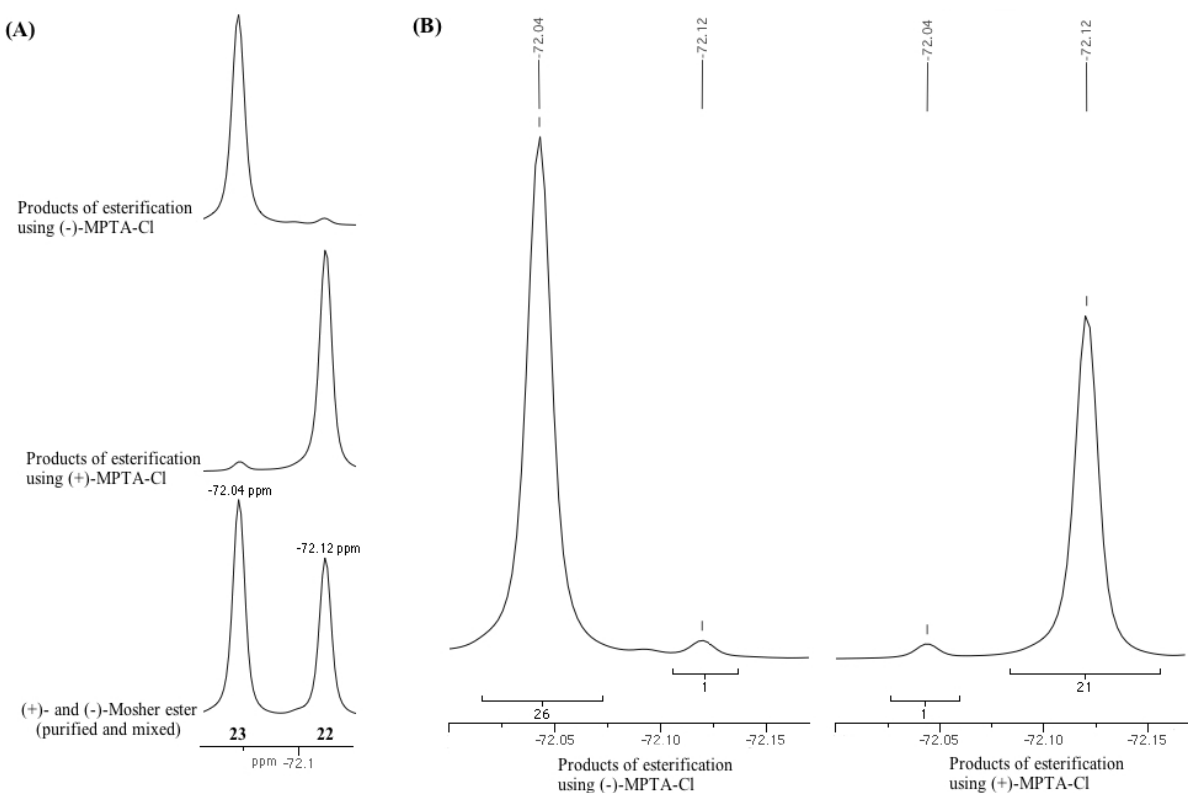 (A)
Products of esterification
using (-)-MPTA-Cl
Products of esterification
using (+)-MPTA-Cl
-72.04 ppm
-72.12 ppm
(+)- and (-)-Mosher ester
(purified and mixed)
23
22
ppm -72.1
(B)
-72.04
-72.12
1
26
-72.05 -72.10 -72.15
Products of esterification
using (-)-MPTA-Cl
-72.04
-72.12
21
1
-72.05 -72.10 -72.15
Products of esterification
using (+)-MPTA-Cl